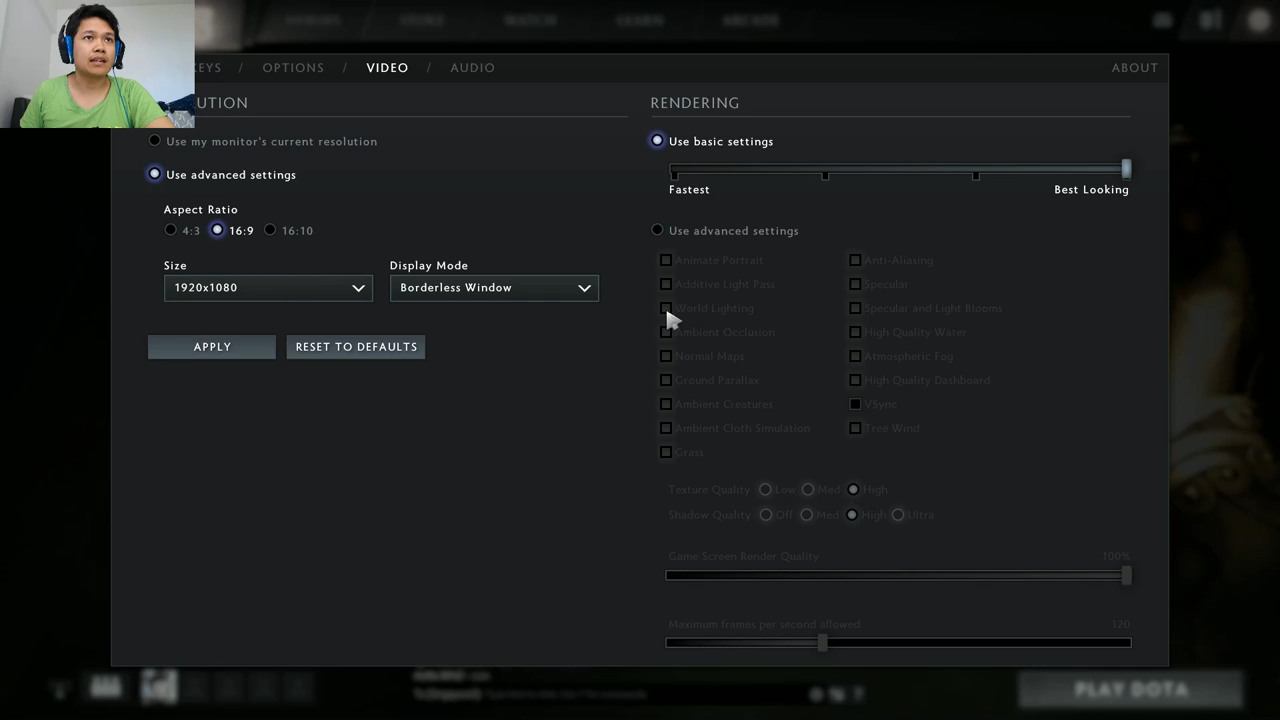 KEYS / OPTIONS / VIDEO / AUDIO ABOUT
UTION
Use my monitor's current resolution
Use advanced settings
Aspect Ratio
4:3 16:9 16:10
Size Display Mode
1920x1080 Borderless Window
APPLY RESET TO DEFAULTS
RENDERING
Use basic settings
Fastest Best Looking
Use advanced settings
Animate Portrait Anti-Aliasing
Additive Light Pass Specular
World Lighting Specular and Light Blooms
Ambient Occlusion High Quality Water
Normal Maps Atmospheric Fog
Ground Parallax High Quality Dashboard
Ambient Creatures VSync
Ambient Cloth Simulation Tree Wind
Grass
Texture Quality Low Med High
Shadow Quality Off Med High Ultra
Game Screen Render Quality 100%
Maximum frames per second allowed 120
PLAY DOTA